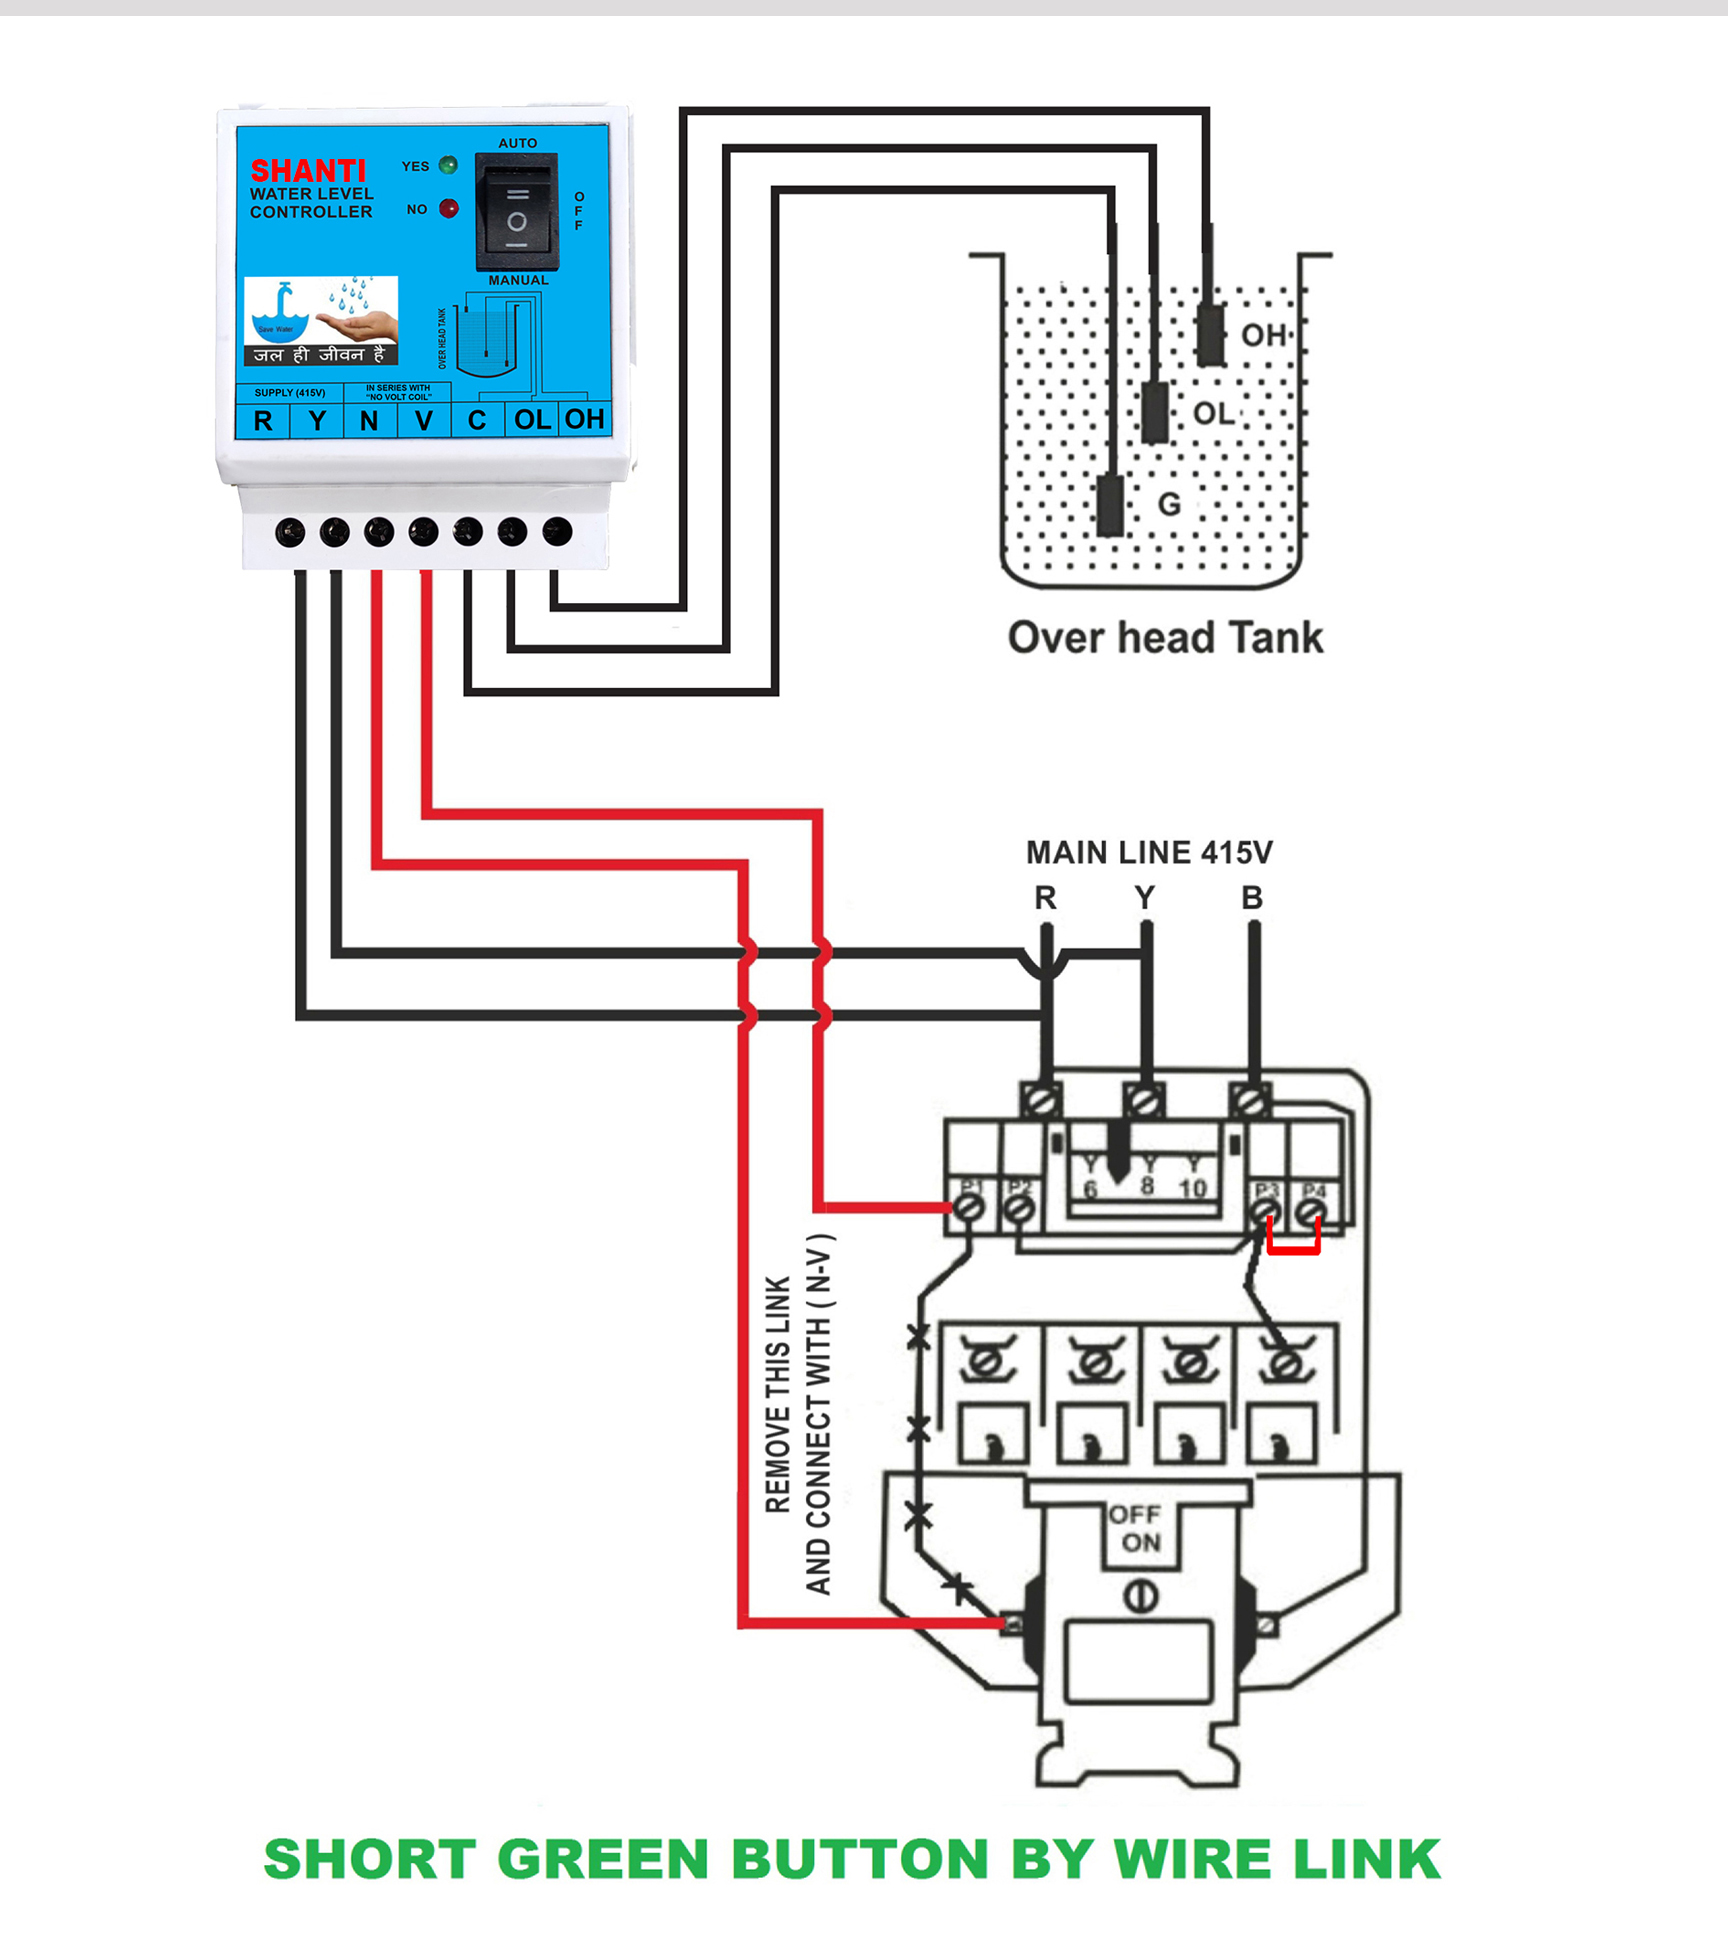 SHANTI
WATER LEVEL
CONTROLLER
YES
NO
AUTO
OFF
MANUAL
Save Water
जल ही जीवन है
OVER HEAD TANK
SUPPLY (415V)
IN SERIES WITH
"NO VOLT COIL"
R Y N V C OL OH
OH
OL
G
Over head Tank
MAIN LINE 415V
R Y B
P1 P2 P3 P4
6 8 10
REMOVE THIS LINK
AND CONNECT WITH ( N-V )
OFF
ON
SHORT GREEN BUTTON BY WIRE LINK